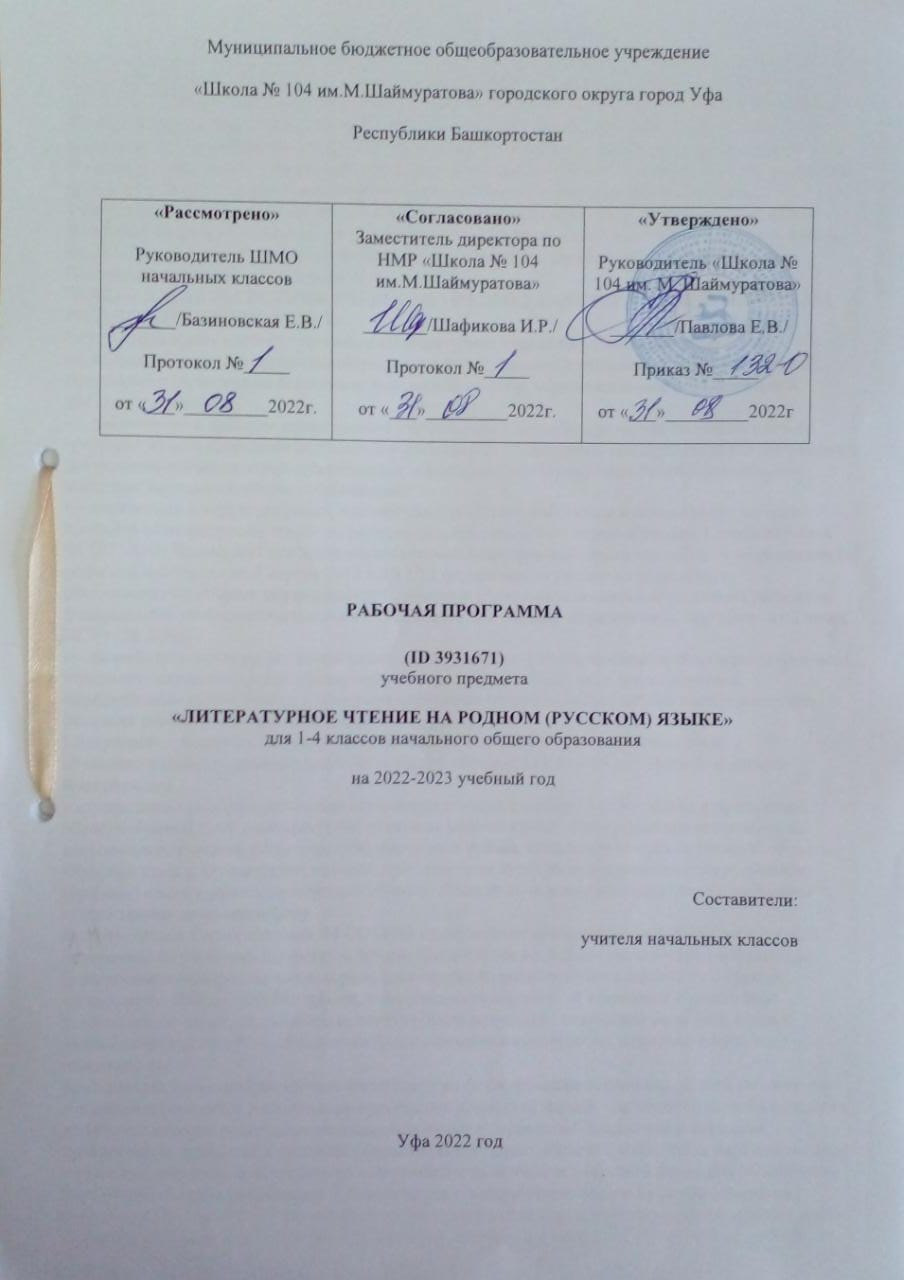 Муниципальное бюджетное общеобразовательное учреждение
«Школа № 104 им.М.Шаймуратова» городского округа город Уфа
Республики Башкортостан
«Рассмотрено»
Руководитель ШМО
начальных классов
/Базиновская Е.В./
Протокол № 1
от «31» 08 2022г.
«Согласовано»
Заместитель директора по
НМР «Школа № 104
им.М.Шаймуратова»
/Шафикова И.Р./
Протокол № 1
от « 31 » 08 2022г.
«Утверждено»
Руководитель «Школа №
104 им. М. Шаймуратова»
/Павлова Е.В./
Приказ № 132-О
от «31» 08 2022г
РАБОЧАЯ ПРОГРАММА
(ID 3931671)
учебного предмета
«ЛИТЕРАТУРНОЕ ЧТЕНИЕ НА РОДНОМ (РУССКОМ) ЯЗЫКЕ»
для 1-4 классов начального общего образования
на 2022-2023 учебный год
Составители:
учителя начальных классов
Уфа 2022 год